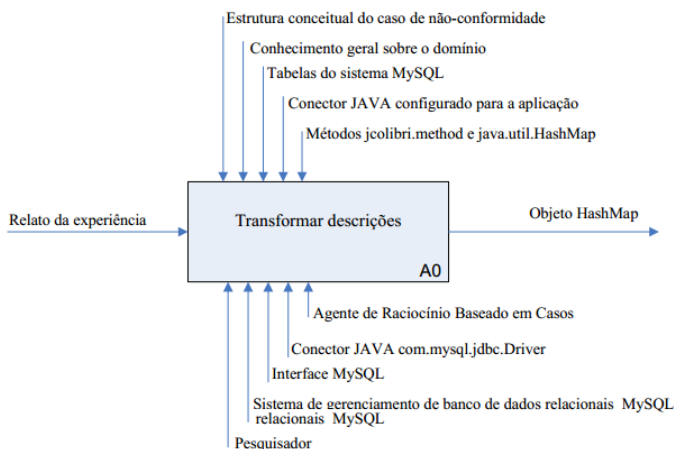 Estrutura conceitual do caso de não-conformidade
Conhecimento geral sobre o domínio
Tabelas do sistema MySQL
Conector JAVA configurado para a aplicação
Métodos jcolibri.method e java.util.HashMap
Relato da experiência
Transformar descrições
Objeto HashMap
A0
Agente de Raciocínio Baseado em Casos
Conector JAVA com.mysql.jdbc.Driver
Interface MySQL
Sistema de gerenciamento de banco de dados relacionais MySQL
relacionais MySQL
Pesquisador